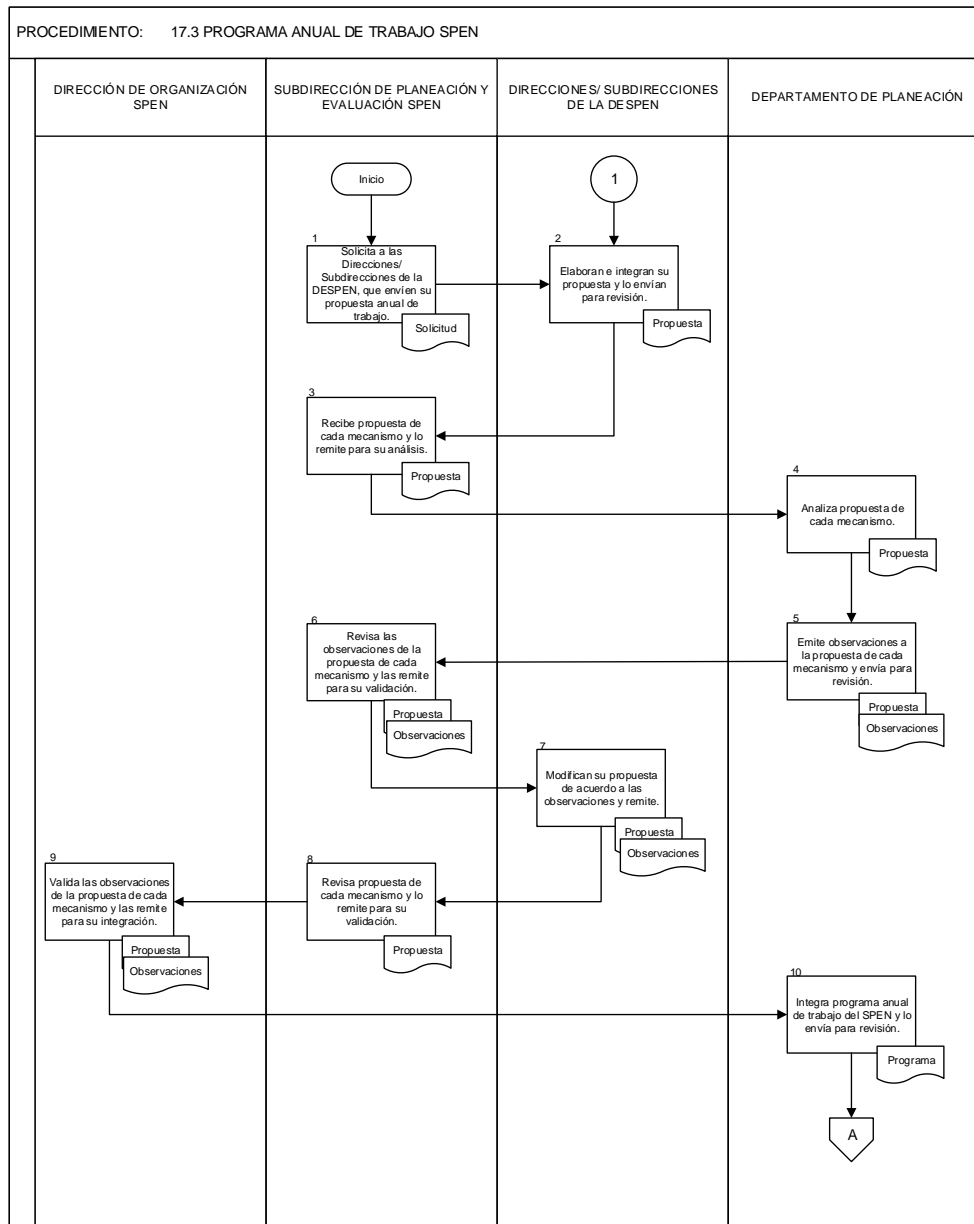 PROCEDIMIENTO: 17.3 PROGRAMA ANUAL DE TRABAJO SPEN
DIRECCIÓN DE ORGANIZACIÓN
SPEN
SUBDIRECCIÓN DE PLANEACIÓN Y
EVALUACIÓN SPEN
DIRECCIONES/ SUBDIRECCIONES
DE LA DESPEN
DEPARTAMENTO DE PLANEACIÓN
Inicio
1
1
Solicita a las
Direcciones/
Subdirecciones de la
DESPEN, que envíen su
propuesta anual de
trabajo.
Solicitud
2
Elaboran e integran su
propuesta y lo envían
para revisión.
Propuesta
3
Recibe propuesta de
cada mecanismo y lo
remite para su análisis.
Propuesta
4
Analiza propuesta de
cada mecanismo.
Propuesta
5
Emite observaciones a
la propuesta de cada
mecanismo y envía para
revisión.
Propuesta
Observaciones
6
Revisa las
observaciones de la
propuesta de cada
mecanismo y las remite
para su validación.
Propuesta
Observaciones
7
Modifican su propuesta
de acuerdo a las
observaciones y remite.
Propuesta
Observaciones
8
Revisa propuesta de
cada mecanismo y lo
remite para su
validación.
Propuesta
9
Valida las observaciones
de la propuesta de cada
mecanismo y las remite
para su integración.
Propuesta
Observaciones
10
Integra programa anual
de trabajo del SPEN y lo
envía para revisión.
Programa
A